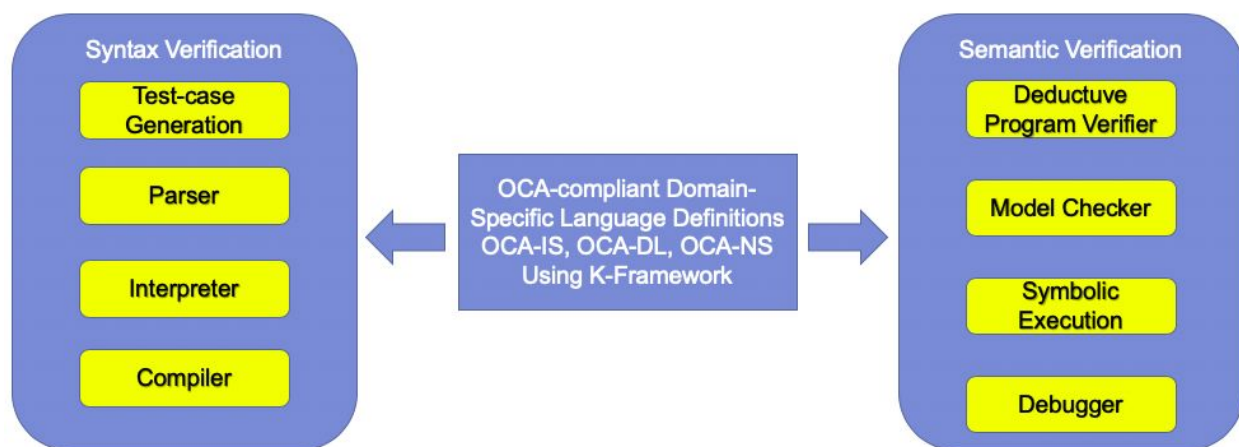 Syntax Verification
Test-case
Generation
Parser
Interpreter
Compiler
OCA-compliant Domain-
Specific Language Definitions
OCA-IS, OCA-DL, OCA-NS
Using K-Framework
Semantic Verification
Deductuve
Program Verifier
Model Checker
Symbolic
Execution
Debugger